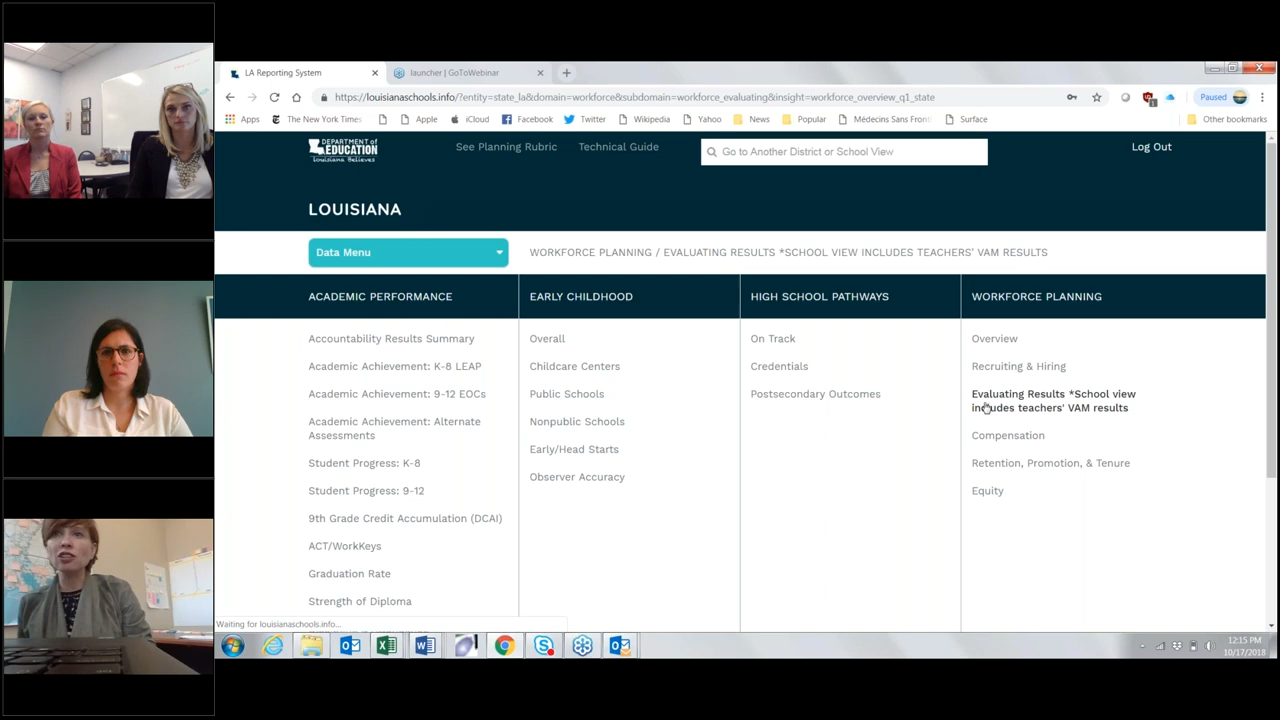 LA Reporting System
launcher | GoToWebinar
https://louisianaschools.info/?entity=state_la&domain=workforce&subdomain=workforce_evaluating&insight=workforce_overview_q1_state
Paused
Apps
The New York Times
Apple
iCloud
Facebook
Twitter
Wikipedia
Yahoo
News
Popular
Médecins Sans Front
Surface
Other bookmarks
DEPARTMENT of
EDUCATION
Louisiana Believes
See Planning Rubric
Technical Guide
Go to Another District or School View
Log Out
LOUISIANA
Data Menu
WORKFORCE PLANNING / EVALUATING RESULTS *SCHOOL VIEW INCLUDES TEACHERS' VAM RESULTS
ACADEMIC PERFORMANCE
Accountability Results Summary
Academic Achievement: K-8 LEAP
Academic Achievement: 9-12 EOCs
Academic Achievement: Alternate
Assessments
Student Progress: K-8
Student Progress: 9-12
9th Grade Credit Accumulation (DCAI)
ACT/WorkKeys
Graduation Rate
Strength of Diploma
EARLY CHILDHOOD
Overall
Childcare Centers
Public Schools
Nonpublic Schools
Early/Head Starts
Observer Accuracy
HIGH SCHOOL PATHWAYS
On Track
Credentials
Postsecondary Outcomes
WORKFORCE PLANNING
Overview
Recruiting & Hiring
Evaluating Results *School view
includes teachers' VAM results
Compensation
Retention, Promotion, & Tenure
Equity
Waiting for louisianaschools.info...
12:15 PM
10/17/2018